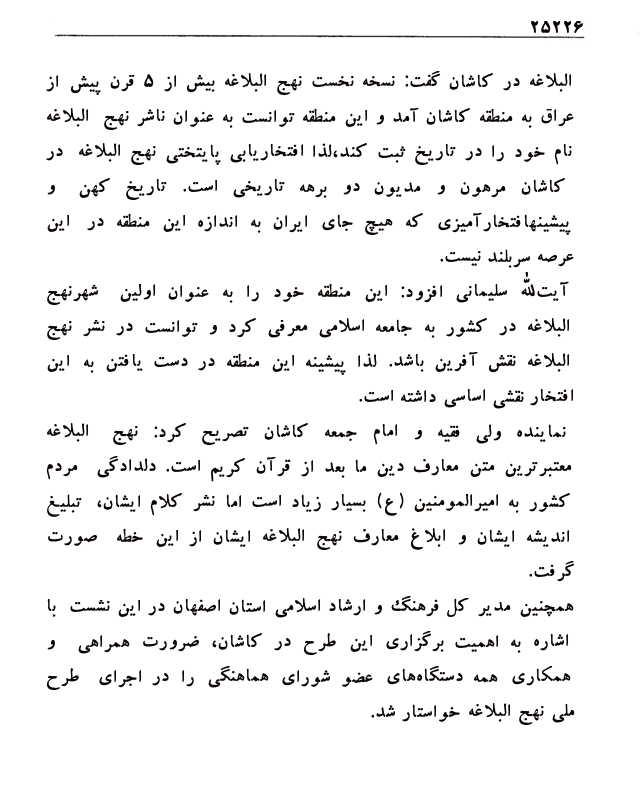 ۲۵۲۲۶
البلاغه در کاشان گفت: نسخه نخست نهج البلاغه بیش از ۵ قرن پیش از
عراق به منطقه کاشان آمد و این منطقه توانست به عنوان ناشر نهج البلاغه
نام خود را در تاریخ ثبت کند،لذا افتخاریابی پایتختی نهج البلاغه در
کاشان مرهون و مدیون دو برهه تاریخی است. تاریخ کهن و
پیشینهافتخارآمیزی که هیچ جای ایران به اندازه این منطقه در این
عرصه سربلند نیست.
آیت‌الله سلیمانی افزود: این منطقه خود را به عنوان اولین شهرنهج
البلاغه در کشور به جامعه اسلامی معرفی کرد و توانست در نشر نهج
البلاغه نقش آفرین باشد. لذا پیشینه این منطقه در دست یافتن به این
افتخار نقشی اساسی داشته است.
نماینده ولی فقیه و امام جمعه کاشان تصریح کرد: نهج البلاغه
معتبرترین متن معارف دین ما بعد از قرآن کریم است. دلدادگی مردم
کشور به امیرالمومنین (ع) بسیار زیاد است اما نشر کلام ایشان، تبلیغ
اندیشه ایشان و ابلاغ معارف نهج البلاغه ایشان از این خطه صورت
گرفت.
همچنین مدیر کل فرهنگ و ارشاد اسلامی استان اصفهان در این نشست با
اشاره به اهمیت برگزاری این طرح در کاشان، ضرورت همراهی و
همکاری همه دستگاه‌های عضو شورای هماهنگی را در اجرای طرح
ملی نهج البلاغه خواستار شد.